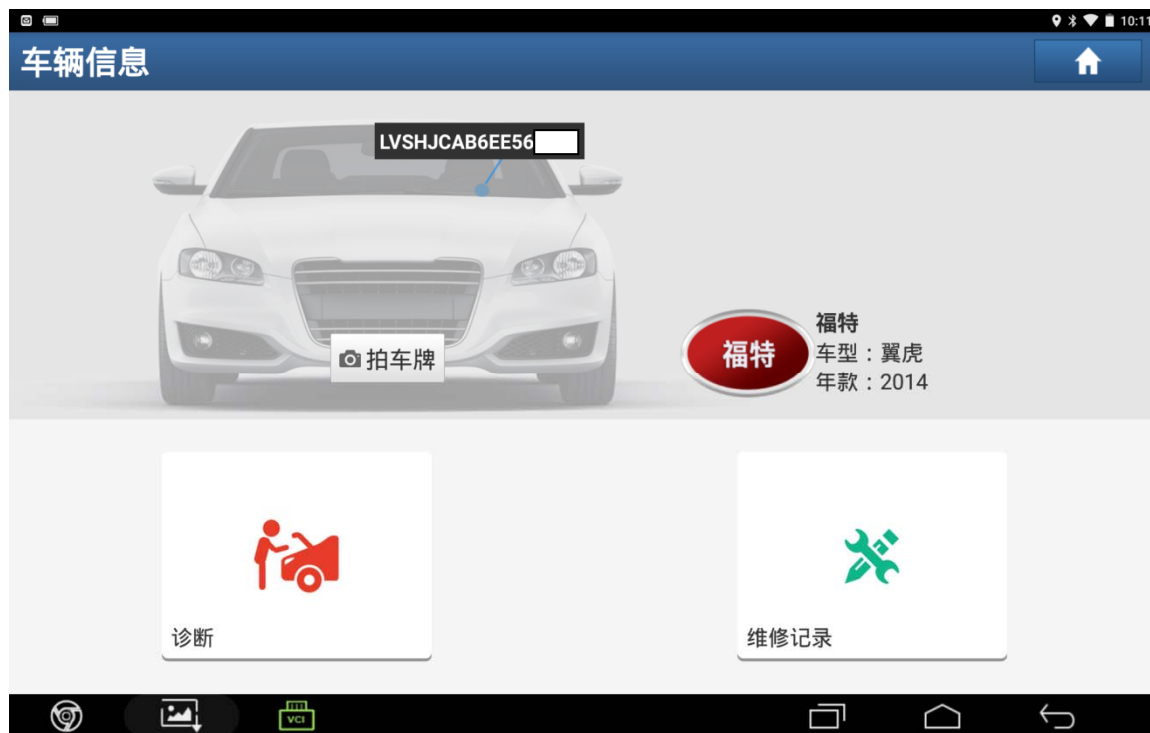 10:11
车辆信息
LVSHJCAB6EE56
拍车牌
福特
福特
车型：翼虎
年款：2014
诊断
维修记录
VCI